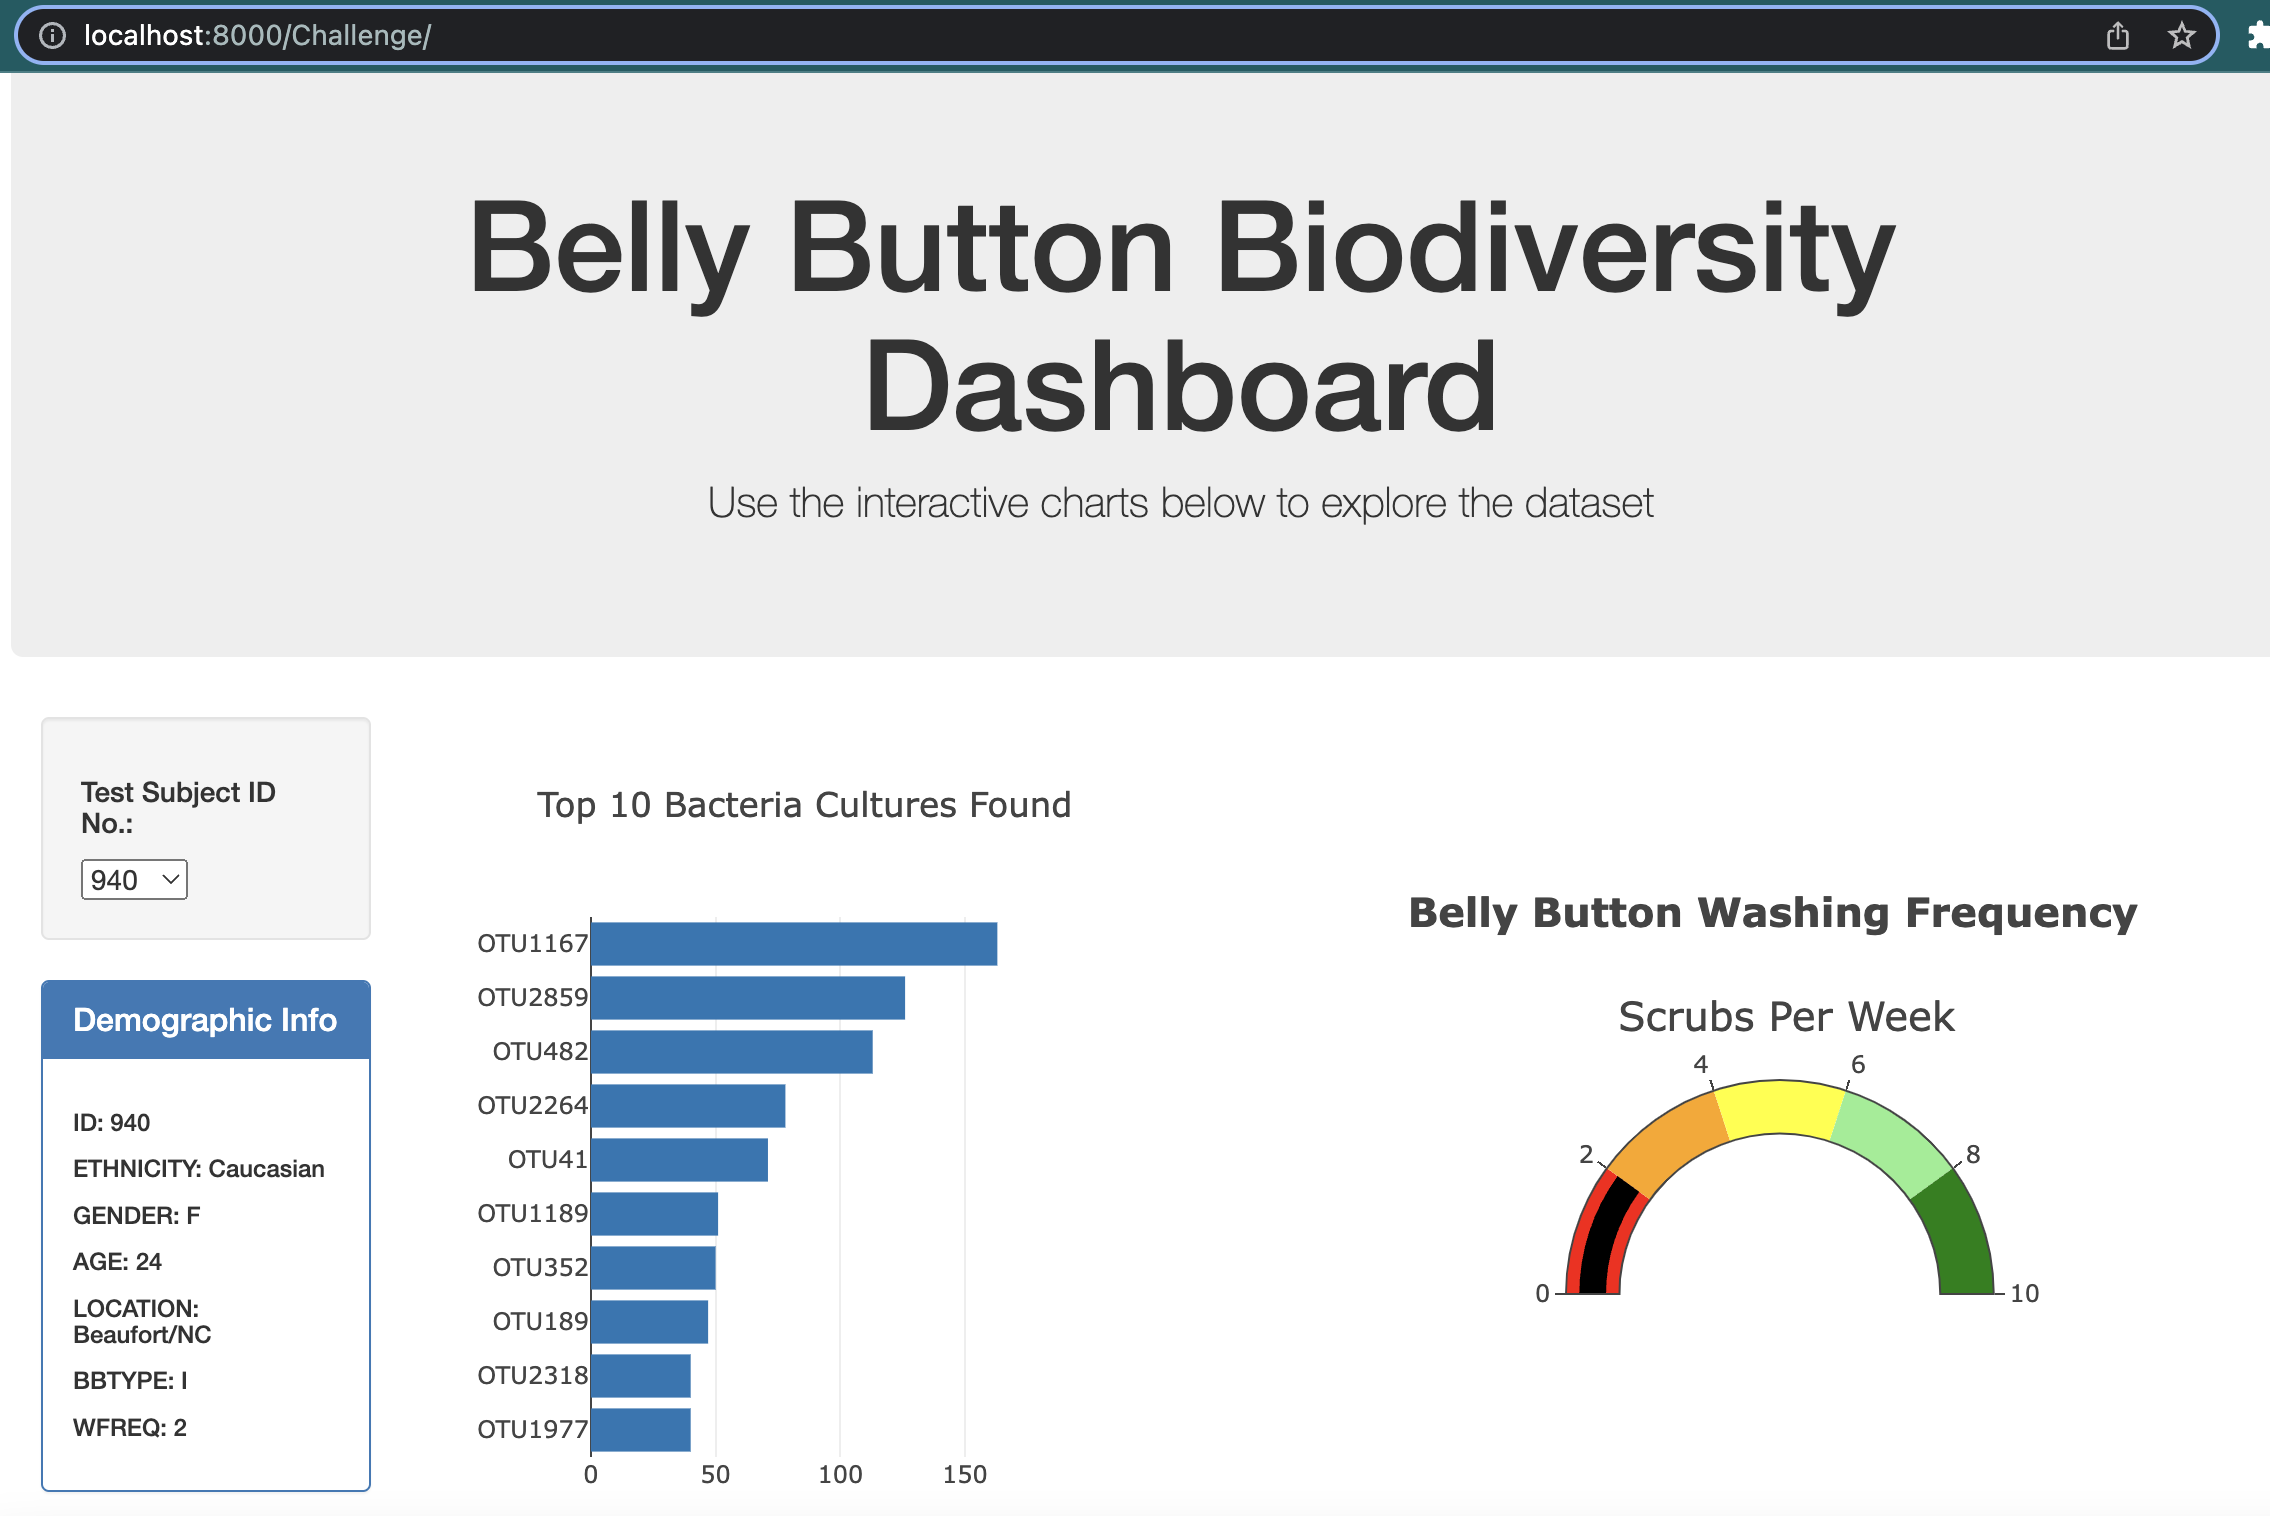 localhost:8000/Challenge/
Belly Button Biodiversity
Dashboard
Use the interactive charts below to explore the dataset
Test Subject ID
No.:
940
Demographic Info
ID: 940
ETHNICITY: Caucasian
GENDER: F
AGE: 24
LOCATION:
Beaufort/NC
BBTYPE: I
WFREQ: 2
Top 10 Bacteria Cultures Found
OTU1167
OTU2859
OTU482
OTU2264
OTU41
OTU1189
OTU352
OTU189
OTU2318
OTU1977
0 50 100 150
Belly Button Washing Frequency
Scrubs Per Week
4 6
2 8
0 10